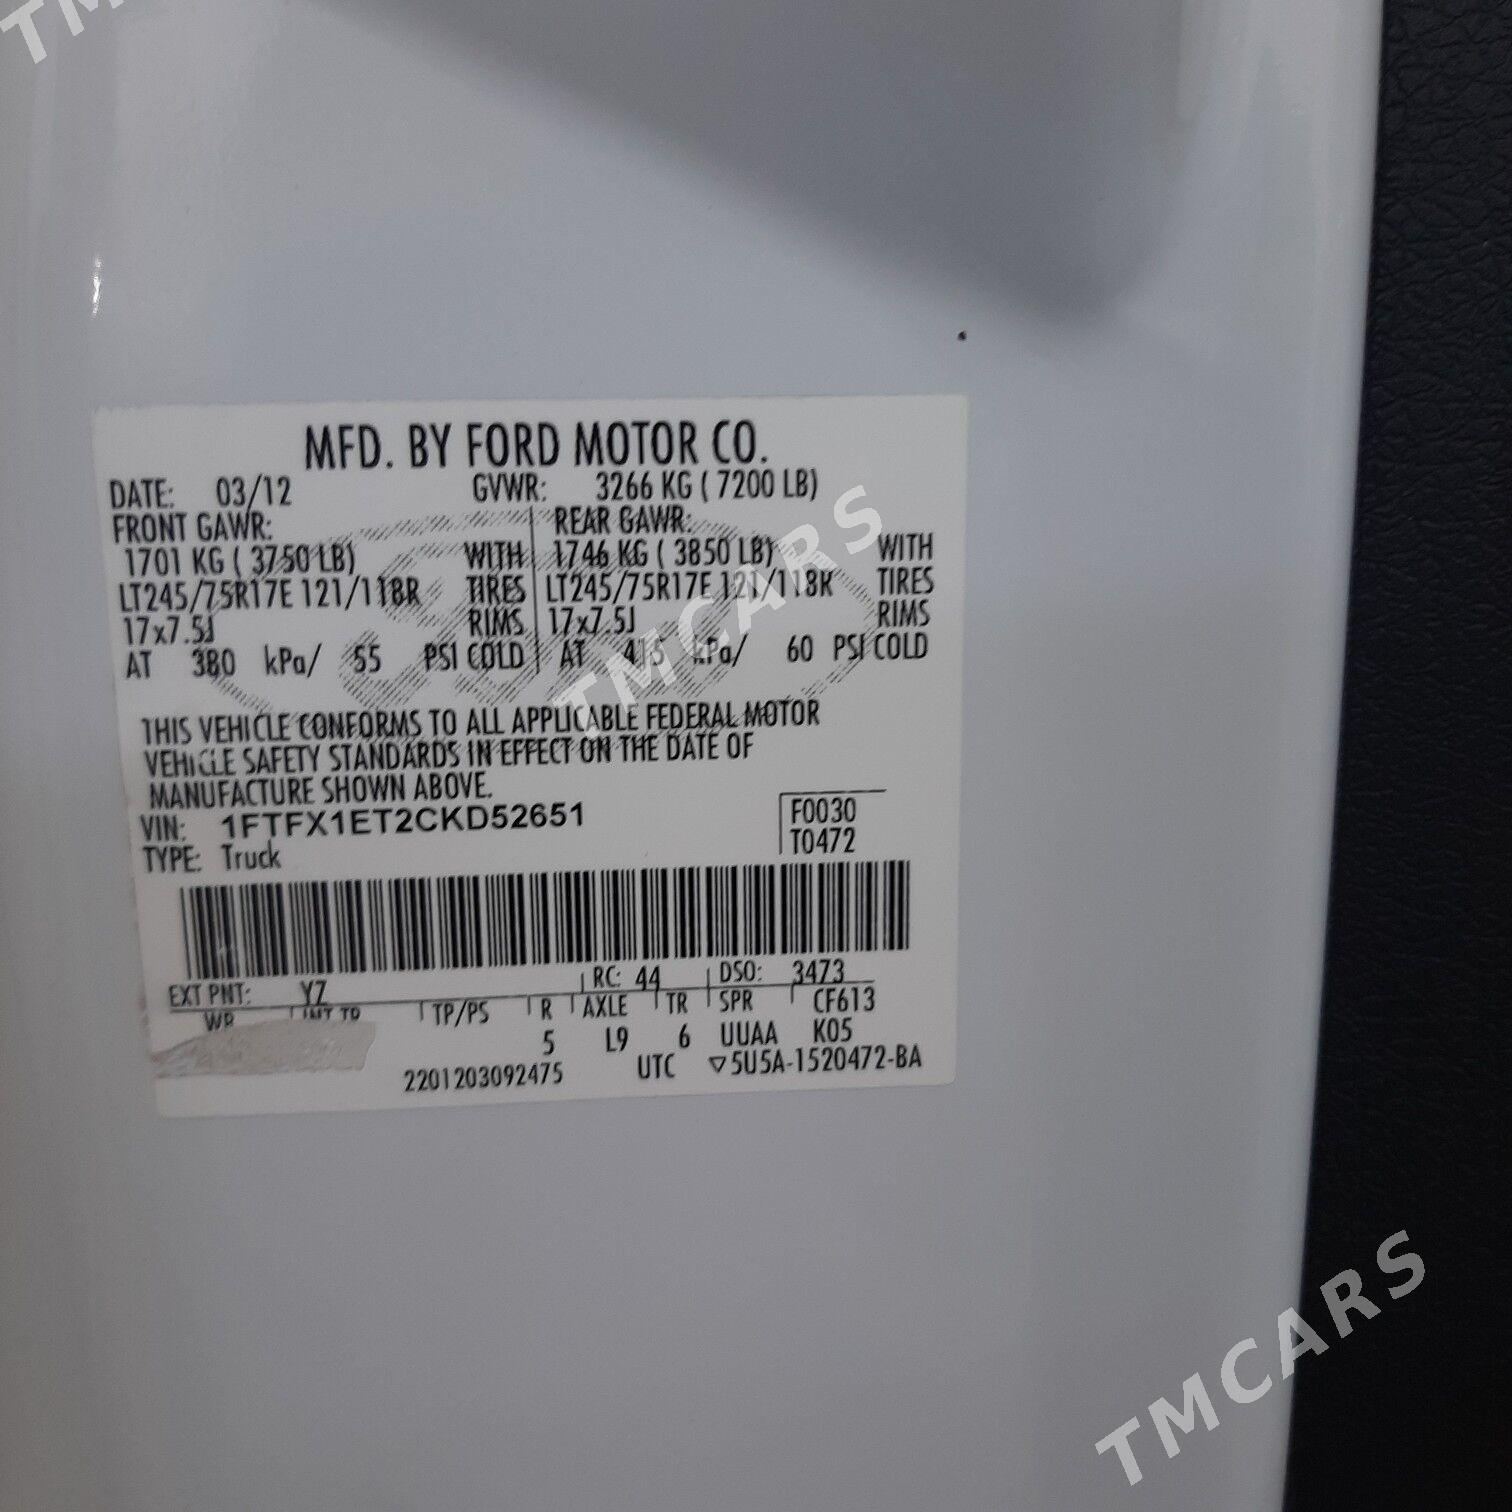 MFD. BY FORD MOTOR CO.
DATE: 03/12 GVWR: 3266 KG ( 7200 LB)
FRONT GAWR: REAR GAWR:
1701 KG ( 3750 LB) WITH 1746 KG ( 3850 LB) WITH
LT245/75R17E 121/118R TIRES LT245/75R17E 121/118R TIRES
17x7.5J RIMS 17x7.5J RIMS
AT 380 kPa/ 55 PSI COLD AT 415 kPa/ 60 PSI COLD
THIS VEHICLE CONFORMS TO ALL APPLICABLE FEDERAL MOTOR
VEHICLE SAFETY STANDARDS IN EFFECT ON THE DATE OF
MANUFACTURE SHOWN ABOVE.
VIN: 1FTFX1ET2CKD52651 F0030
TYPE: Truck T0472
EXT PNT: YZ RC: 44 DSO: 3473
WB INT TR TP/PS R AXLE TR SPR CF613
5 L9 6 UUAA K05
2201203092475 UTC ▽5U5A-1520472-BA
TMCARS
TMCARS